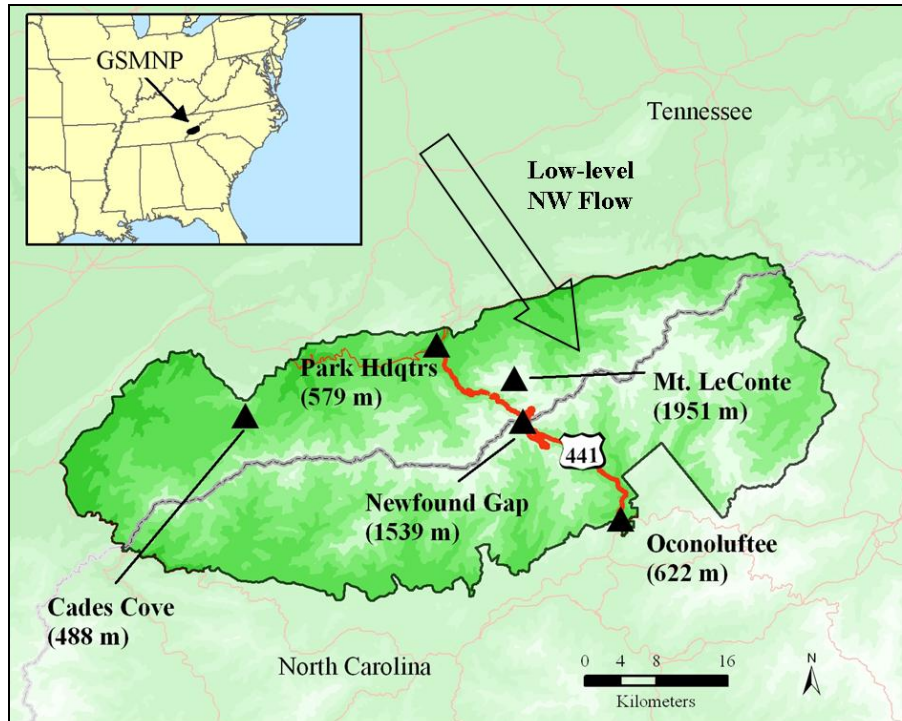 GSMNP
Tennessee
Low-level
NW Flow
Park Hdqtrs
(579 m)
Mt. LeConte
(1951 m)
441
Newfound Gap
(1539 m)
Oconoluftee
(622 m)
Cades Cove
(488 m)
North Carolina
0 4 8 16
Kilometers
N